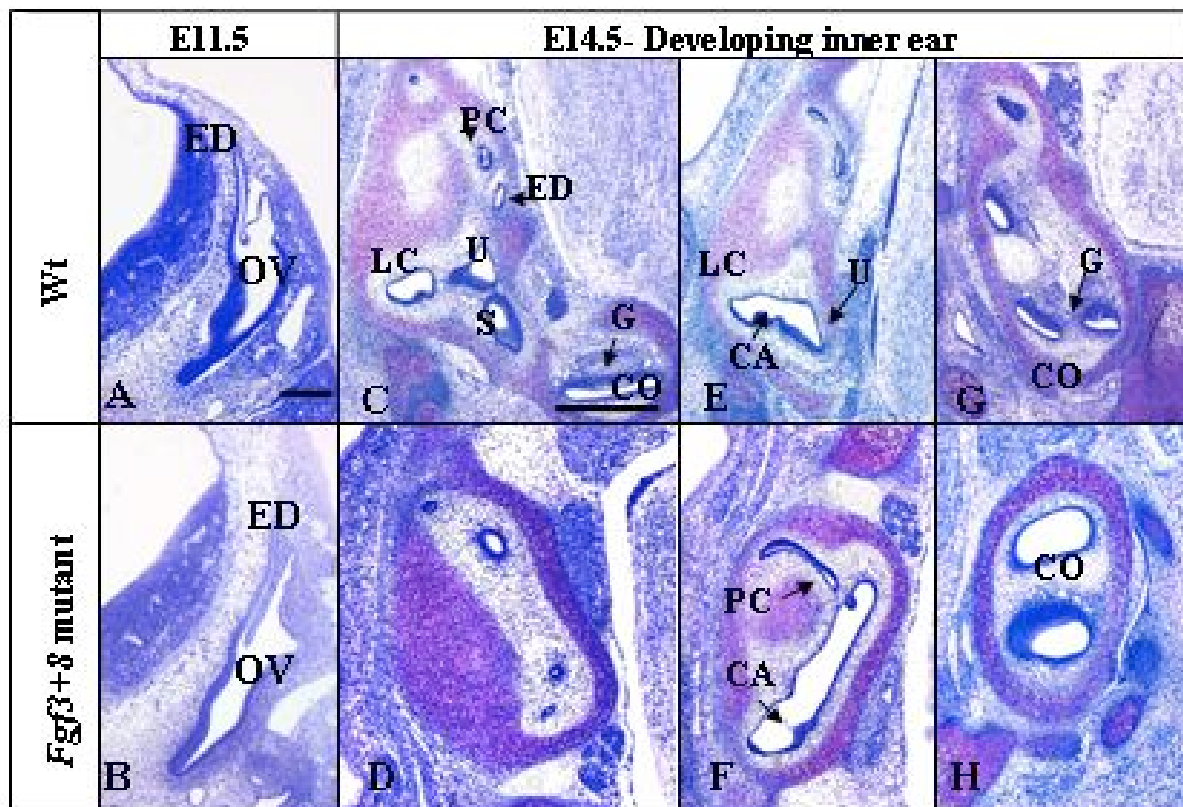 E11.5
E14.5- Developing inner ear
Wt
ED
OV
A
PC
ED
LC
U
S
G
CO
C
LC
U
CA
E
G
CO
G
Fgf3+8 mutant
ED
OV
B
D
PC
CA
F
CO
H